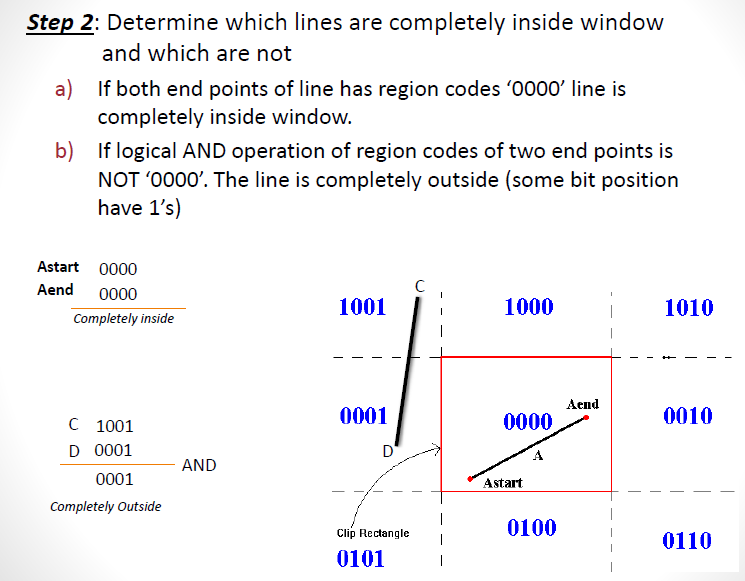 Step 2: Determine which lines are completely inside window
and which are not
a) If both end points of line has region codes ‘0000’ line is
completely inside window.
b) If logical AND operation of region codes of two end points is
NOT ‘0000’. The line is completely outside (some bit position
have 1’s)
Astart 0000
Aend 0000
Completely inside
C 1001
D 0001
AND
0001
Completely Outside
C
1001 1000 1010
0001 0000 Aend 0010
D A
Astart
Clip Rectangle
0101 0100 0110